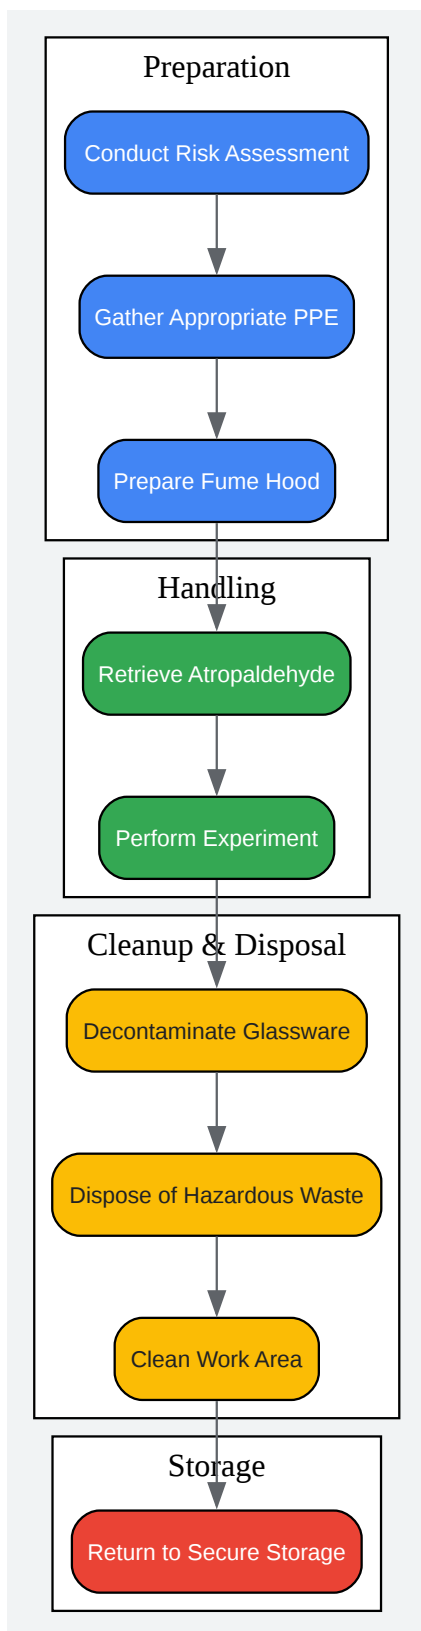 Preparation
Conduct Risk Assessment
Gather Appropriate PPE
Prepare Fume Hood
Handling
Retrieve Atropaldehyde
Perform Experiment
Cleanup & Disposal
Decontaminate Glassware
Dispose of Hazardous Waste
Clean Work Area
Storage
Return to Secure Storage